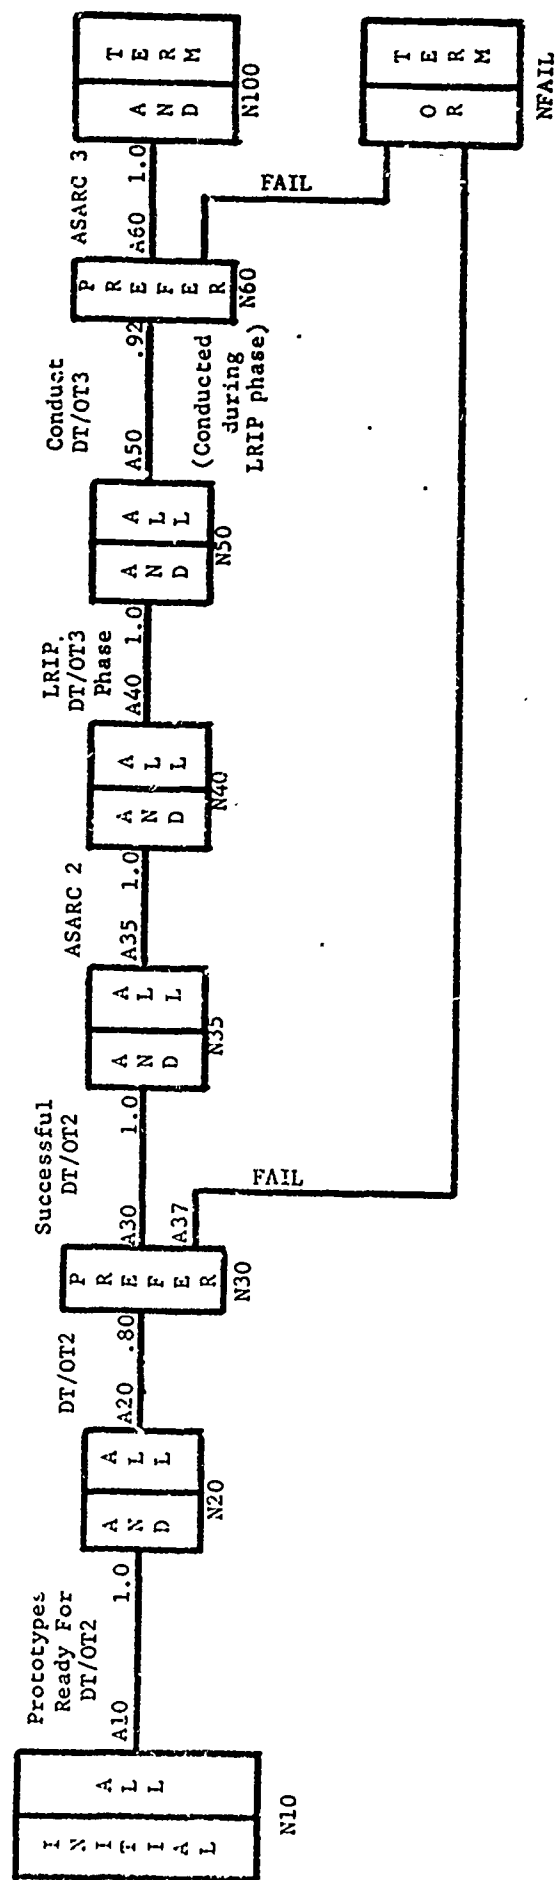 INITIAL
ALL
N10
Prototypes
Ready For
DT/OT2
A10
1.0
AND
ALL
N20
DT/OT2
A20
.80
PREFER
N30
Successful
DT/OT2
A30
1.0
A37
FAIL
AND
ALL
N35
ASARC 2
A35
1.0
AND
ALL
N40
LRIP,
DT/OT3
Phase
A40
1.0
AND
ALL
N50
Conduct
DT/OT3
A50
.92
(Conducted
during
LRIP phase)
PREFER
N60
ASARC 3
A60
1.0
FAIL
AND
TERM
N100
OR
TERM
NFAIL